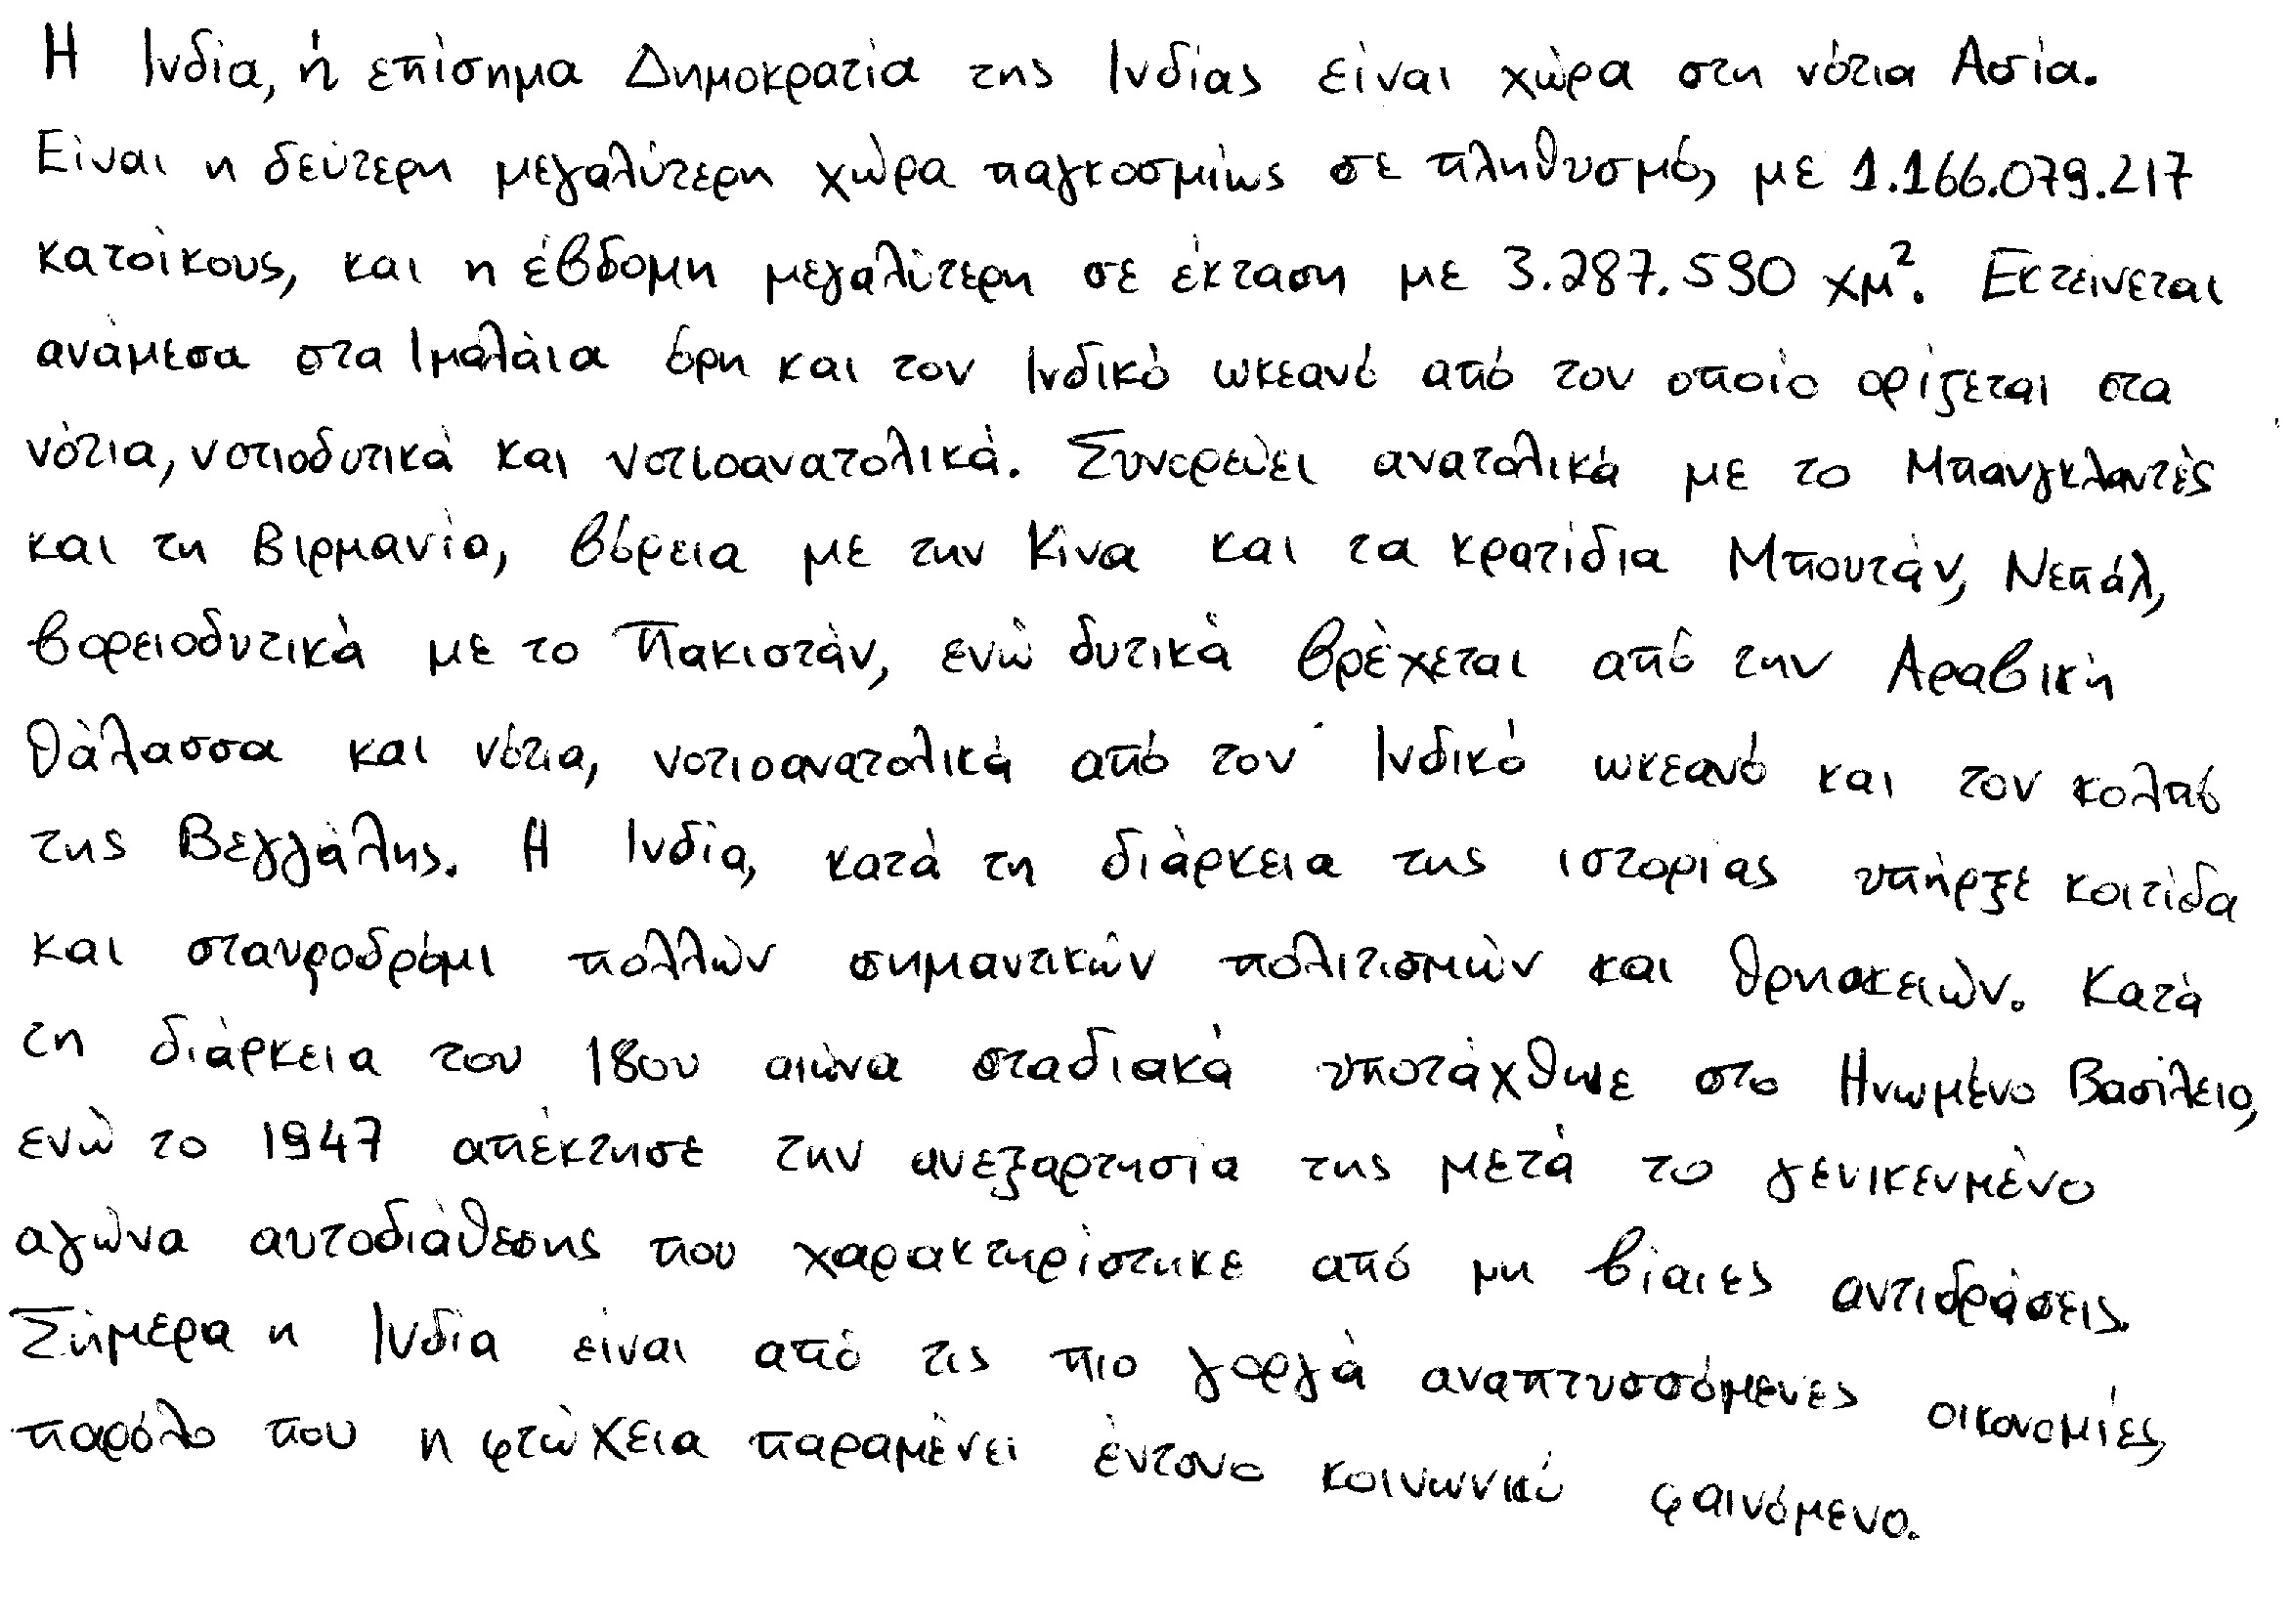 Η Ινδία, ή επίσημα Δημοκρατία της Ινδίας είναι χώρα στη νότια Ασία.
Είναι η δεύτερη μεγαλύτερη χώρα παγκοσμίως σε πληθυσμό, με 1.166.079.217
κατοίκους, και η έβδομη μεγαλύτερη σε έκταση με 3.287.590 χμ². Εκτείνεται
ανάμεσα στα Ιμαλάια όρη και τον Ινδικό ωκεανό από τον οποίο ορίζεται στα
νότια, νοτιοδυτικά και νοτιοανατολικά. Συνορεύει ανατολικά με το Μπανγκλαντές
και τη Βιρμανία, βόρεια με την Κίνα και τα κρατίδια Μπουτάν, Νεπάλ,
βορειοδυτικά με το Πακιστάν, ενώ δυτικά βρέχεται από την Αραβική
θάλασσα και νότια, νοτιοανατολικά από τον Ινδικό ωκεανό και τον κολπό
της Βεγγάλης. Η Ινδία, κατά τη διάρκεια της ιστορίας υπήρξε κοιτίδα
και σταυροδρόμι πολλών σημαντικών πολιτισμών και θρησκειών. Κατά
τη διάρκεια του 18ου αιώνα σταδιακά υποτάχθηκε στο Ηνωμένο Βασίλειο,
ενώ το 1947 απέκτησε την ανεξαρτησία της μετά το γενικευμένο
αγώνα αυτοδιάθεσης που χαρακτηρίστηκε από μη βίαιες αντιδράσεις.
Σήμερα η Ινδία είναι από τις πιο γοργά αναπτυσσόμενες οικονομίες,
παρόλο που η φτώχεια παραμένει έντονο κοινωνικό φαινόμενο.